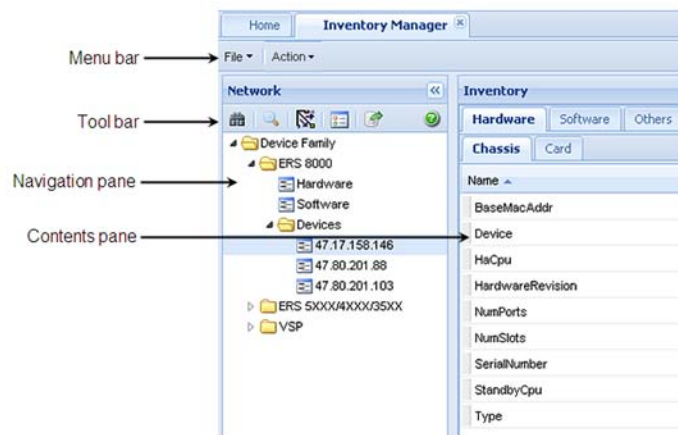 Home
Inventory Manager
Menu bar
File
Action
Network
Inventory
Tool bar
Hardware
Software
Others
Device Family
Chassis
Card
ERS 8000
Navigation pane
Hardware
Name
Software
BaseMacAddr
Devices
Contents pane
Device
47.17.158.146
HaCpu
47.80.201.88
HardwareRevision
47.80.201.103
NumPorts
ERS 5XXX/4XXX/35XX
VSP
NumSlots
SerialNumber
StandbyCpu
Type